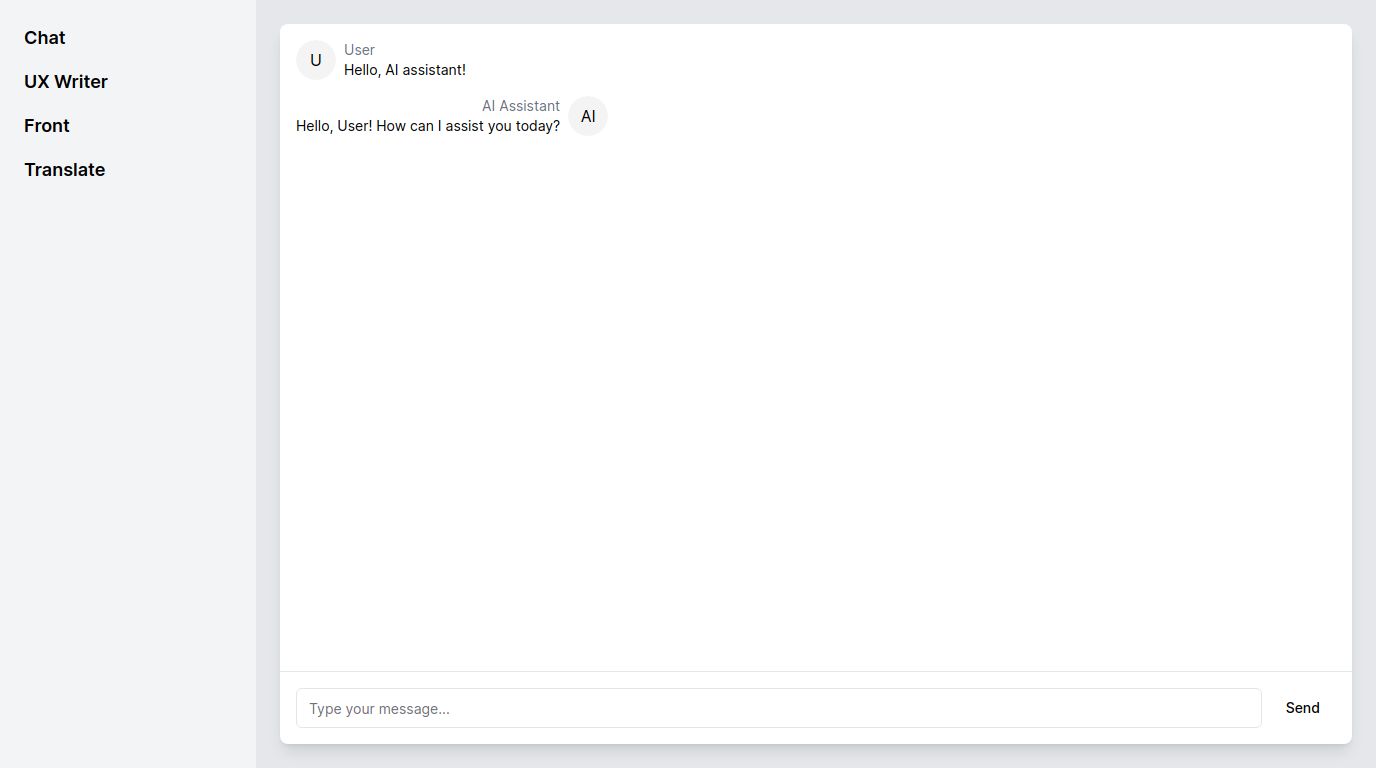 Chat
UX Writer
Front
Translate
U
User
Hello, AI assistant!
AI Assistant
Hello, User! How can I assist you today?
AI
Type your message...
Send